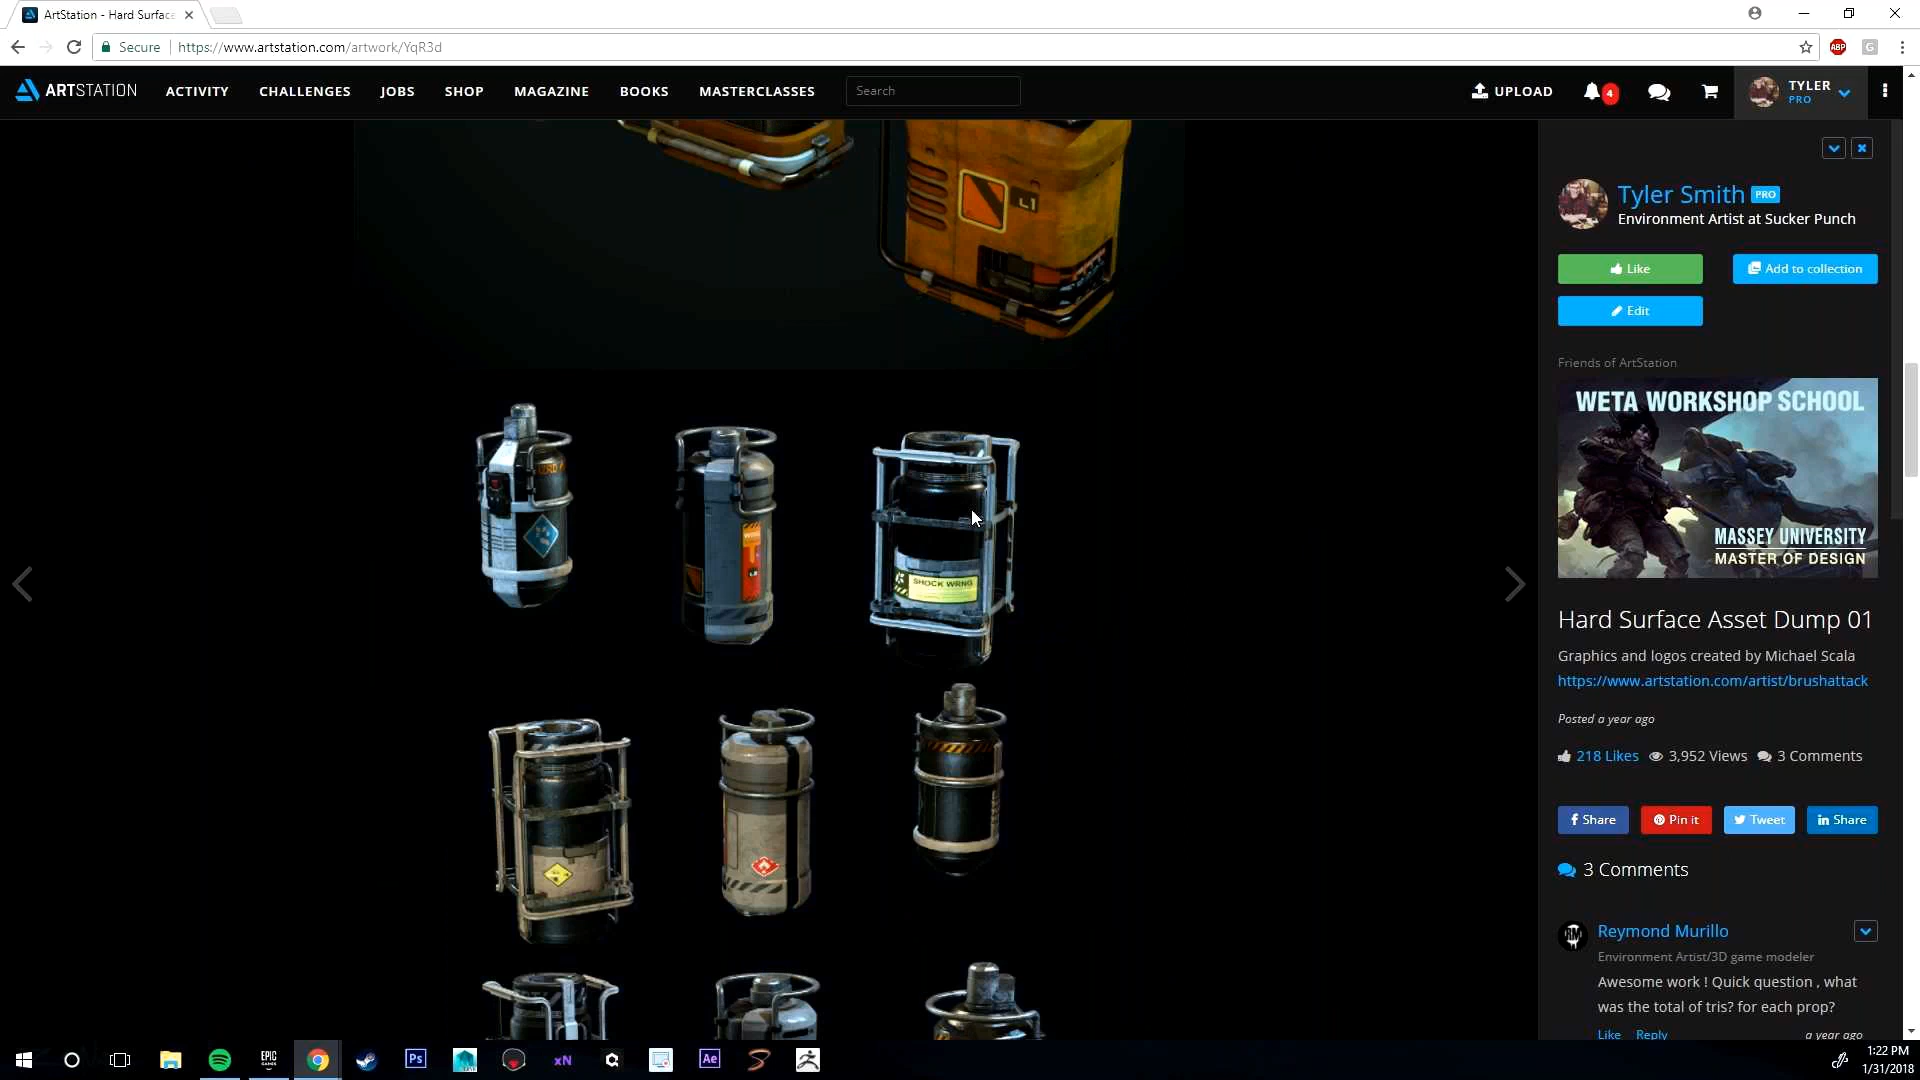 ArtStation - Hard Surfac
Secure
https://www.artstation.com/artwork/YqR3d
ABP
G
ARTSTATION
ACTIVITY
CHALLENGES
JOBS
SHOP
MAGAZINE
BOOKS
MASTERCLASSES
Search
UPLOAD
4
TYLER
PRO
L1
Tyler Smith PRO
Environment Artist at Sucker Punch
Like
Add to collection
Edit
Friends of ArtStation
WETA WORKSHOP SCHOOL
MASSEY UNIVERSITY
MASTER OF DESIGN
SHOCK WRNG
Hard Surface Asset Dump 01
Graphics and logos created by Michael Scala
https://www.artstation.com/artist/brushattack
Posted a year ago
218 Likes 3,952 Views 3 Comments
Share
Pin it
Tweet
Share
3 Comments
Reymond Murillo
Environment Artist/3D game modeler
Awesome work ! Quick question , what
was the total of tris? for each prop?
Like Reply a year ago
EPIC
GAMES
Ps
xN
Ae
1:22 PM
1/31/2018